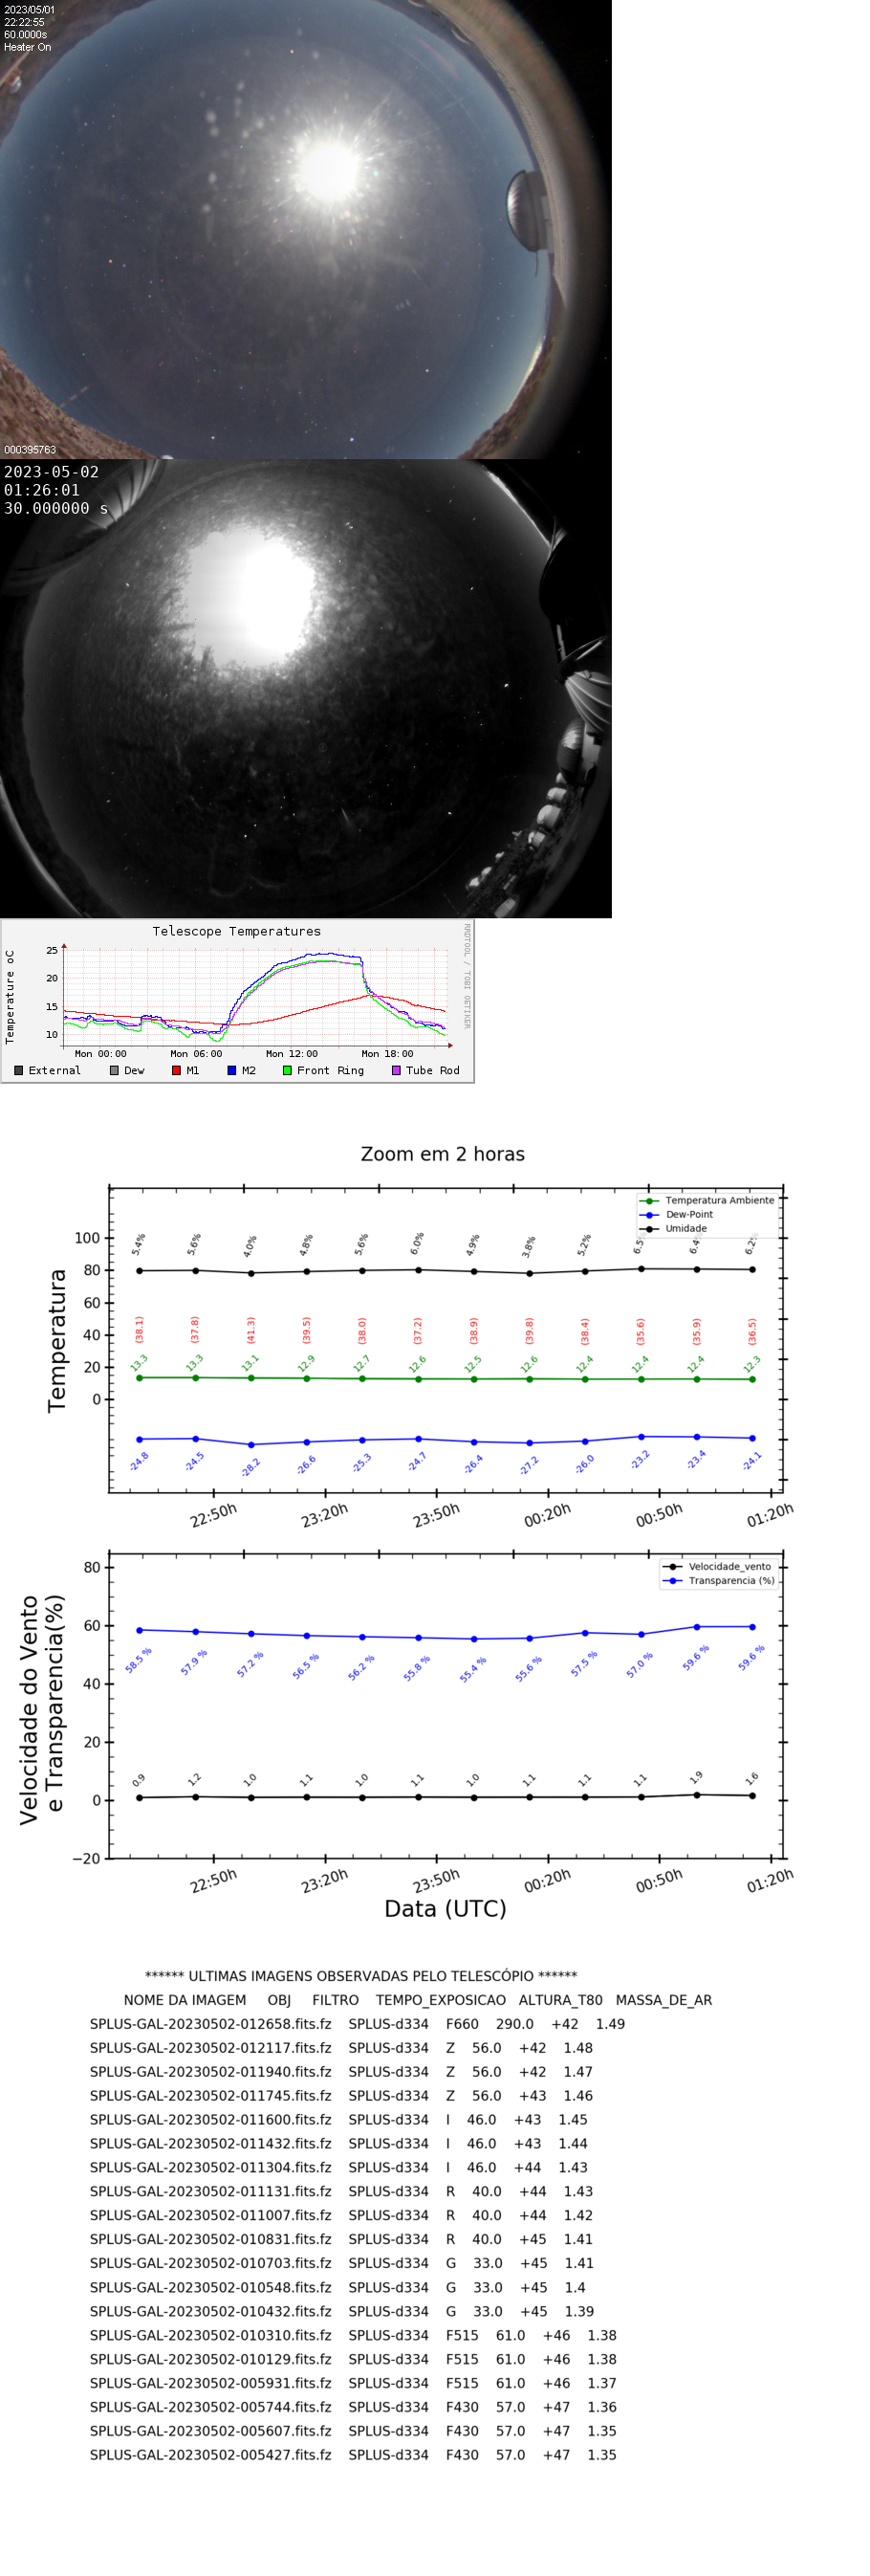 2023/05/01
22:22:55
60.0000s
Heater On
000395763
2023-05-02
01:26:01
30.000000 s
Telescope Temperatures
RRDTOOL / TOBI OETIKER
Temperature oC
25
20
15
10
Mon 00:00 Mon 06:00 Mon 12:00 Mon 18:00
External Dew M1 M2 Front Ring Tube Rod
Zoom em 2 horas
Temperatura Ambiente
Dew-Point
Umidade
Temperatura
100
80
60
40
20
0
5.4% 5.6% 4.0% 4.8% 5.6% 6.0% 4.9% 3.8% 5.2% 6.5 6.4 6.2%
(38.1) (37.8) (41.3) (39.5) (38.0) (37.2) (38.9) (39.8) (38.4) (35.6) (35.9) (36.5)
13.3 13.3 13.1 12.9 12.7 12.6 12.5 12.6 12.4 12.4 12.4 12.3
-24.8 -24.5 -28.2 -26.6 -25.3 -24.7 -26.4 -27.2 -26.0 -23.2 -23.4 -24.1
22:50h 23:20h 23:50h 00:20h 00:50h 01:20h
Velocidade_vento
Transparencia (%)
Velocidade do Vento
e Transparencia(%)
80
60
40
20
0
−20
58.5 % 57.9 % 57.2 % 56.5 % 56.2 % 55.8 % 55.4 % 55.6 % 57.5 % 57.0 % 59.6 % 59.6 %
0.9 1.2 1.0 1.1 1.0 1.1 1.0 1.1 1.1 1.1 1.9 1.6
22:50h 23:20h 23:50h 00:20h 00:50h 01:20h
Data (UTC)
****** ULTIMAS IMAGENS OBSERVADAS PELO TELESCÓPIO ******
NOME DA IMAGEM OBJ FILTRO TEMPO_EXPOSICAO ALTURA_T80 MASSA_DE_AR
SPLUS-GAL-20230502-012658.fits.fz SPLUS-d334 F660 290.0 +42 1.49
SPLUS-GAL-20230502-012117.fits.fz SPLUS-d334 Z 56.0 +42 1.48
SPLUS-GAL-20230502-011940.fits.fz SPLUS-d334 Z 56.0 +42 1.47
SPLUS-GAL-20230502-011745.fits.fz SPLUS-d334 Z 56.0 +43 1.46
SPLUS-GAL-20230502-011600.fits.fz SPLUS-d334 I 46.0 +43 1.45
SPLUS-GAL-20230502-011432.fits.fz SPLUS-d334 I 46.0 +43 1.44
SPLUS-GAL-20230502-011304.fits.fz SPLUS-d334 I 46.0 +44 1.43
SPLUS-GAL-20230502-011131.fits.fz SPLUS-d334 R 40.0 +44 1.43
SPLUS-GAL-20230502-011007.fits.fz SPLUS-d334 R 40.0 +44 1.42
SPLUS-GAL-20230502-010831.fits.fz SPLUS-d334 R 40.0 +45 1.41
SPLUS-GAL-20230502-010703.fits.fz SPLUS-d334 G 33.0 +45 1.41
SPLUS-GAL-20230502-010548.fits.fz SPLUS-d334 G 33.0 +45 1.4
SPLUS-GAL-20230502-010432.fits.fz SPLUS-d334 G 33.0 +45 1.39
SPLUS-GAL-20230502-010310.fits.fz SPLUS-d334 F515 61.0 +46 1.38
SPLUS-GAL-20230502-010129.fits.fz SPLUS-d334 F515 61.0 +46 1.38
SPLUS-GAL-20230502-005931.fits.fz SPLUS-d334 F515 61.0 +46 1.37
SPLUS-GAL-20230502-005744.fits.fz SPLUS-d334 F430 57.0 +47 1.36
SPLUS-GAL-20230502-005607.fits.fz SPLUS-d334 F430 57.0 +47 1.35
SPLUS-GAL-20230502-005427.fits.fz SPLUS-d334 F430 57.0 +47 1.35